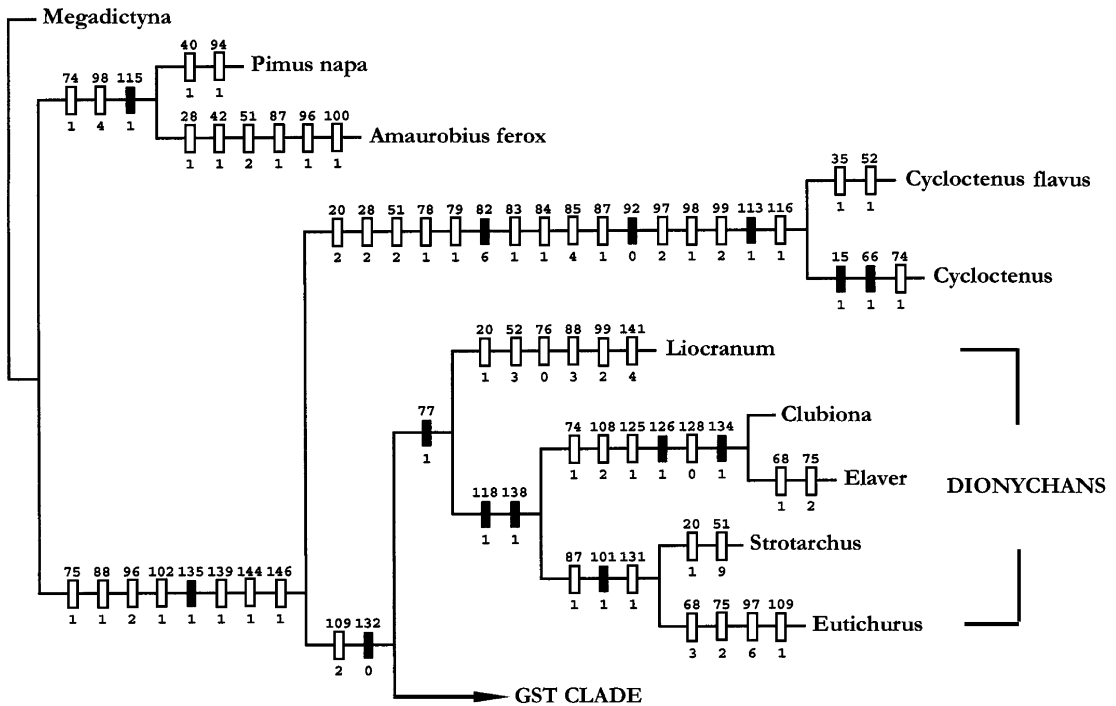 Megadictyna
40 94
Pimus napa
1 1
74 98 115
1 4 1
28 42 51 87 96 100
Amaurobius ferox
1 1 2 1 1 1
35 52
Cycloctenus flavus
1 1
20 28 51 78 79 82 83 84 85 87 92 97 98 99 113 116
2 2 2 1 1 6 1 1 4 1 0 2 1 2 1 1
15 66 74
Cycloctenus
1 1 1
20 52 76 88 99 141
Liocranum
1 3 0 3 2 4
77
1
Clubiona
74 108 125 126 128 134
1 2 1 1 0 1
68 75
Elaver
1 2
DIONYCHANS
118 138
1 1
20 51
Strotarchus
1 9
87 101 131
1 1 1
68 75 97 109
Eutichurus
3 2 6 1
75 88 96 102 135 139 144 146
1 1 2 1 1 1 1 1
109 132
2 0
GST CLADE